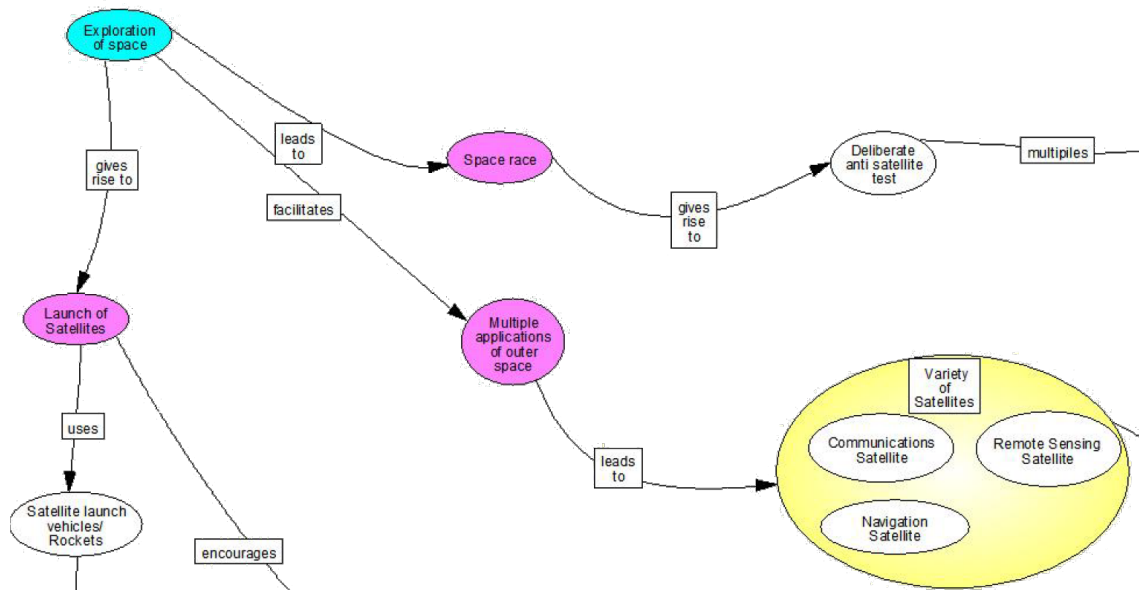 Exploration
of space
leads
to
gives
rise to
Space race
Deliberate
anti satellite
test
multipiles
facilitates
gives
rise
to
Launch of
Satellites
Multiple
applications
of outer
space
Variety
of
Satellites
uses
Communications
Satellite
Remote Sensing
Satellite
leads
to
Satellite launch
vehicles/
Rockets
Navigation
Satellite
encourages